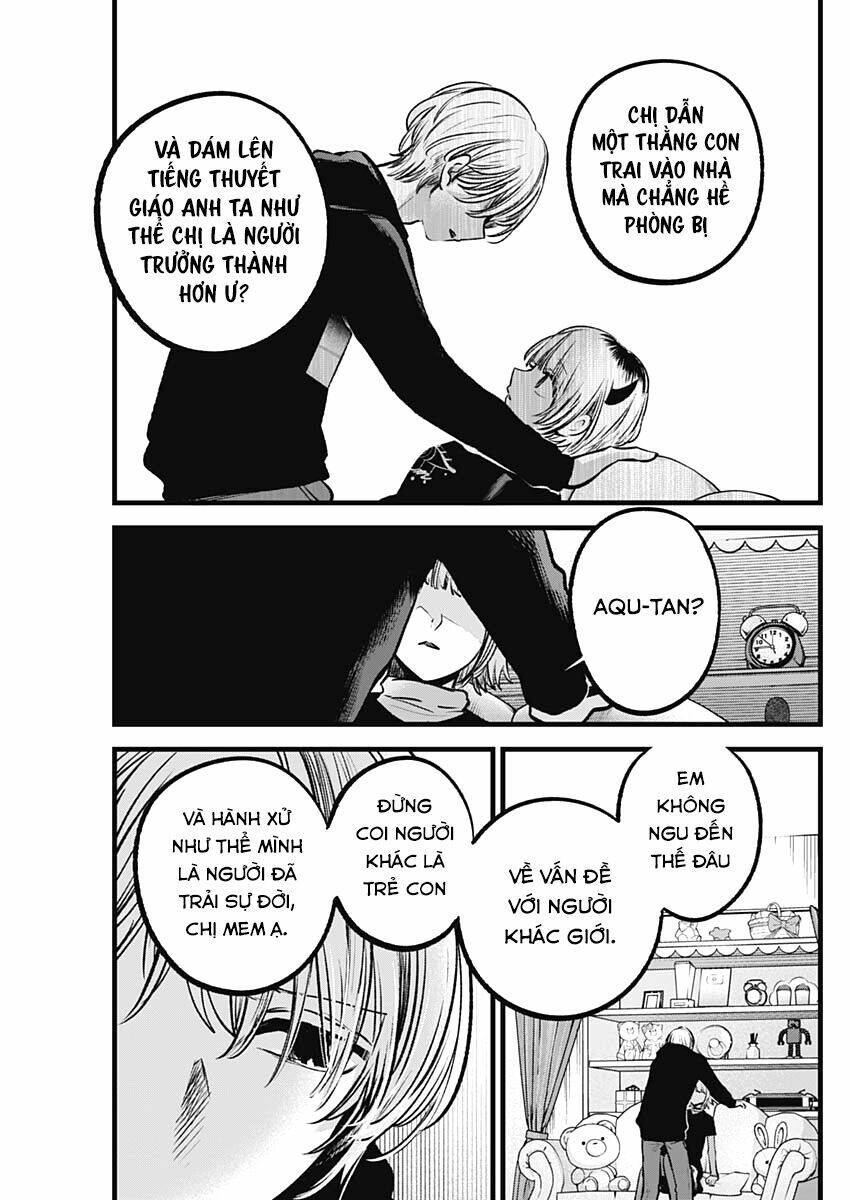 CHỊ DẪN
MỘT THẰNG CON
TRAI VÀO NHÀ
MÀ CHẲNG HỀ
PHÒNG BỊ
VÀ DÁM LÊN
TIẾNG THUYẾT
GIÁO ANH TA NHƯ
THỂ CHỊ LÀ NGƯỜI
TRƯỞNG THÀNH
HƠN Ư?
AQU-TAN?
EM
KHÔNG
NGU ĐẾN
THẾ ĐÂU
VỀ VẤN ĐỀ
VỚI NGƯỜI
KHÁC GIỚI.
ĐỪNG
COI NGƯỜI
KHÁC LÀ
TRẺ CON
VÀ HÀNH XỬ
NHƯ THỂ MÌNH
LÀ NGƯỜI ĐÃ
TRẢI SỰ ĐỜI,
CHỊ MEM Ạ.